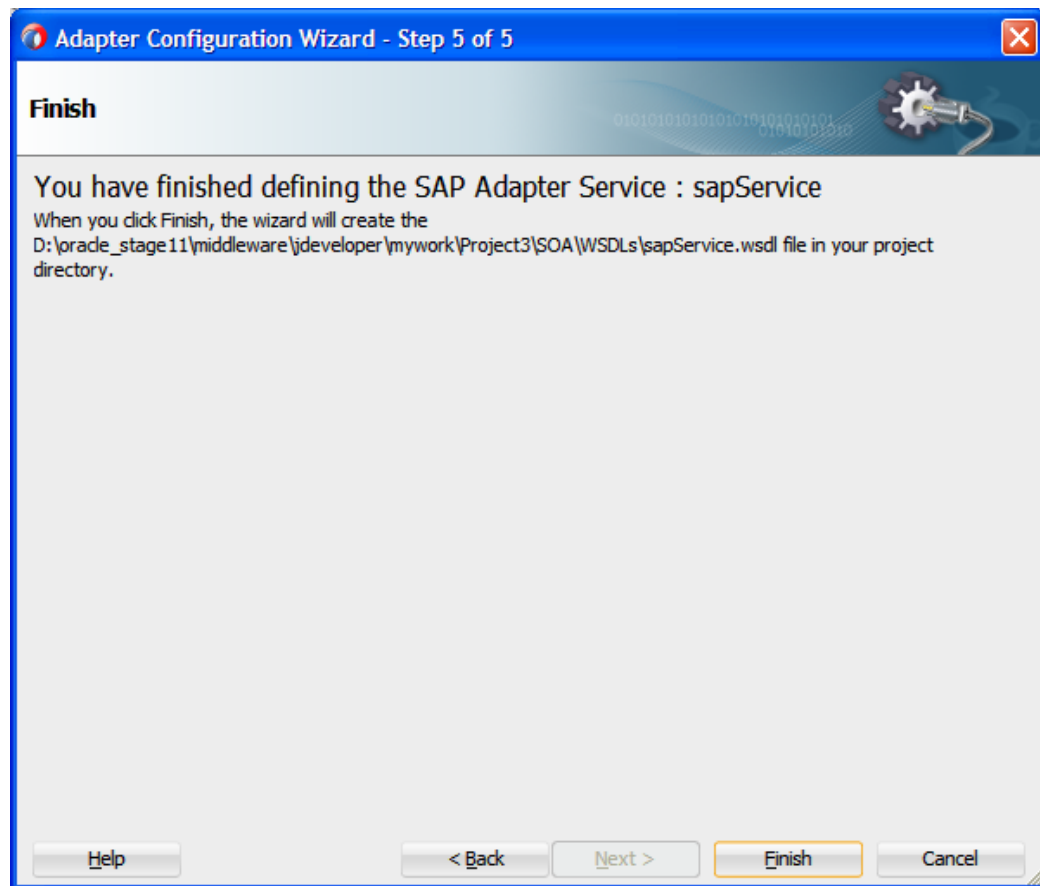 Adapter Configuration Wizard - Step 5 of 5
Finish
0101010101010101010101010101
01010101010
You have finished defining the SAP Adapter Service : sapService
When you click Finish, the wizard will create the
D:\oracle_stage11\middleware\jdeveloper\mywork\Project3\SOA\WSDLs\sapService.wsdl file in your project
directory.
Help
< Back
Next >
Finish
Cancel